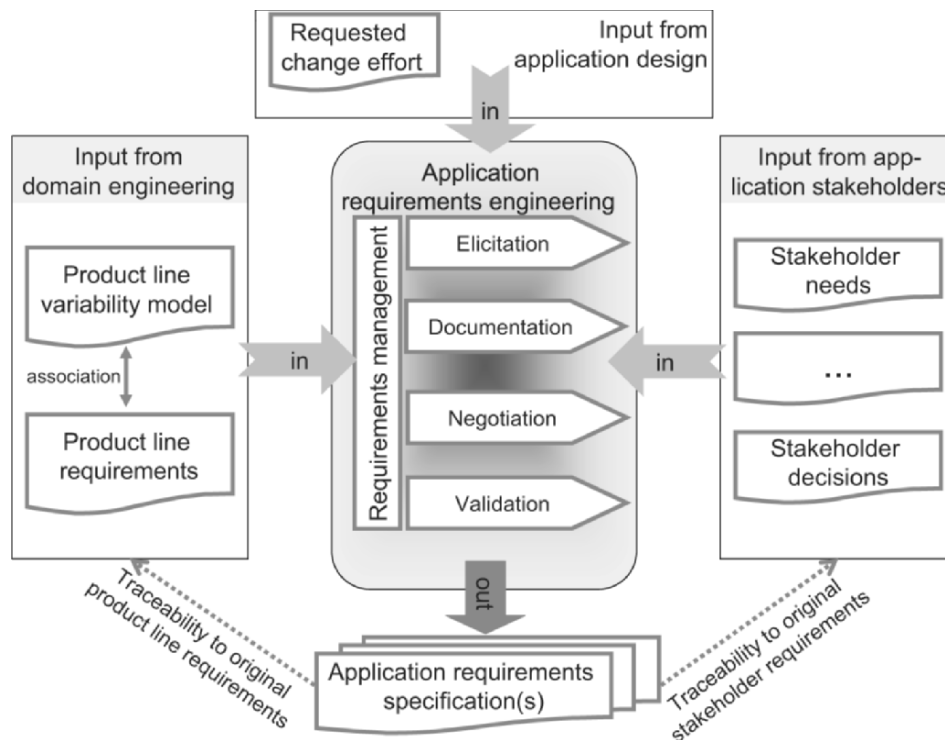 Requested
change effort
Input from
application design
in
Input from
domain engineering
Product line
variability model
association
Product line
requirements
in
Application
requirements engineering
Requirements management
Elicitation
Documentation
Negotiation
Validation
in
Input from app-
lication stakeholders
Stakeholder
needs
...
Stakeholder
decisions
out
Traceability to original
product line requirements
Application requirements
specification(s)
Traceability to original
stakeholder requirements